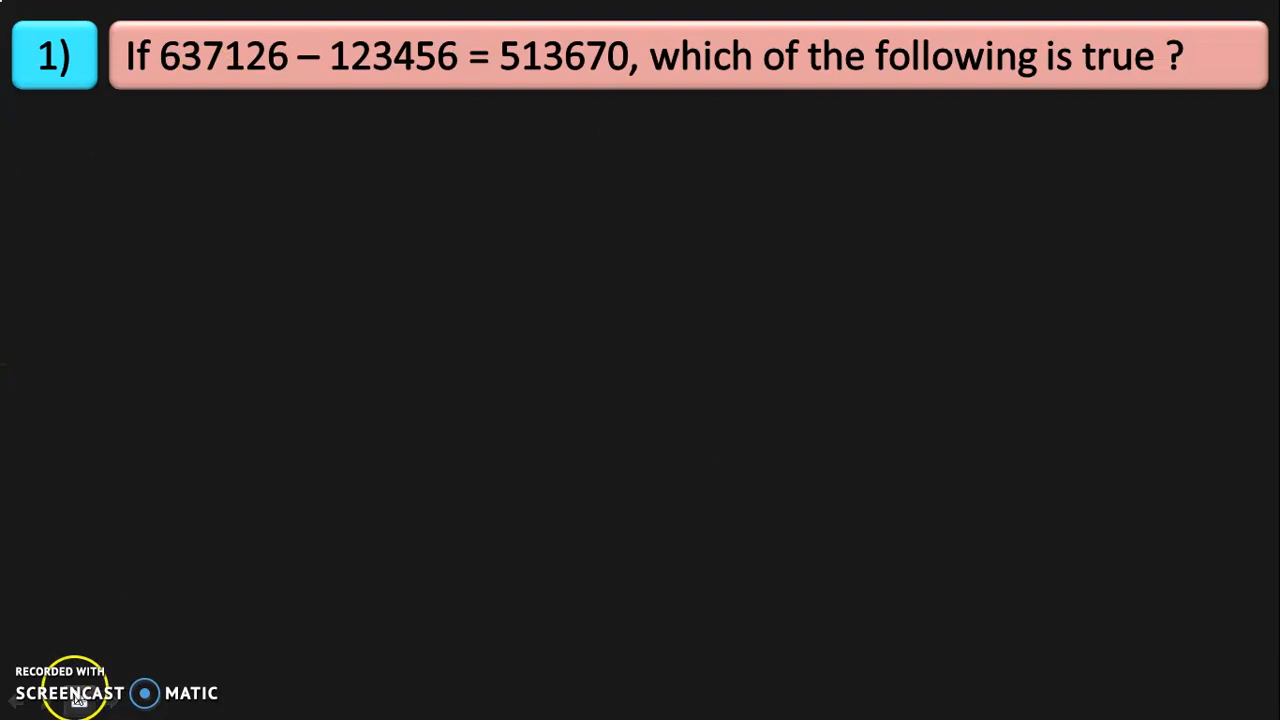 1) If 637126 – 123456 = 513670, which of the following is true ?
RECORDED WITH
SCREENCAST MATIC